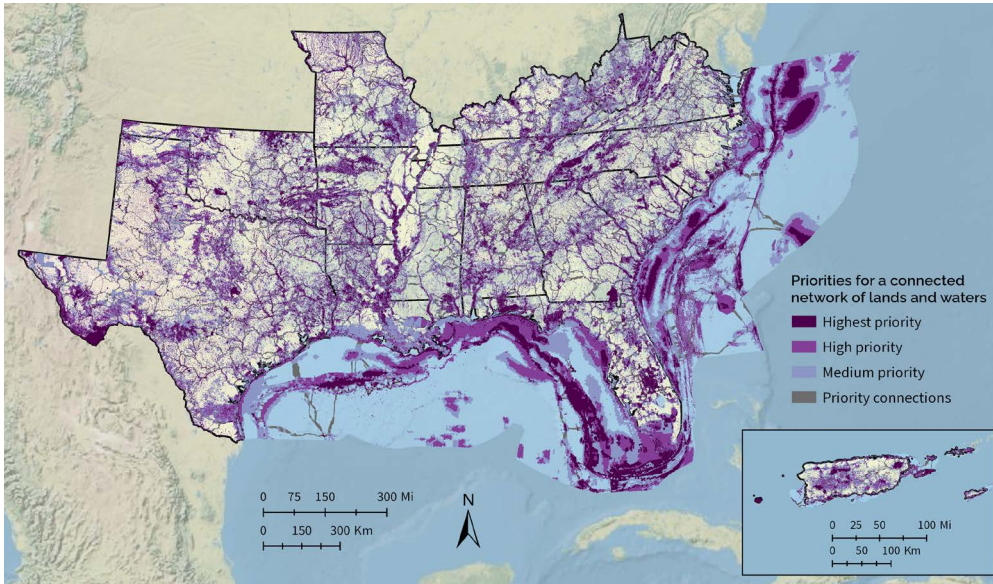 Priorities for a connected
network of lands and waters
Highest priority
High priority
Medium priority
Priority connections
0 75 150 300 Mi
0 150 300 Km
N
0 25 50 100 Mi
0 50 100 Km